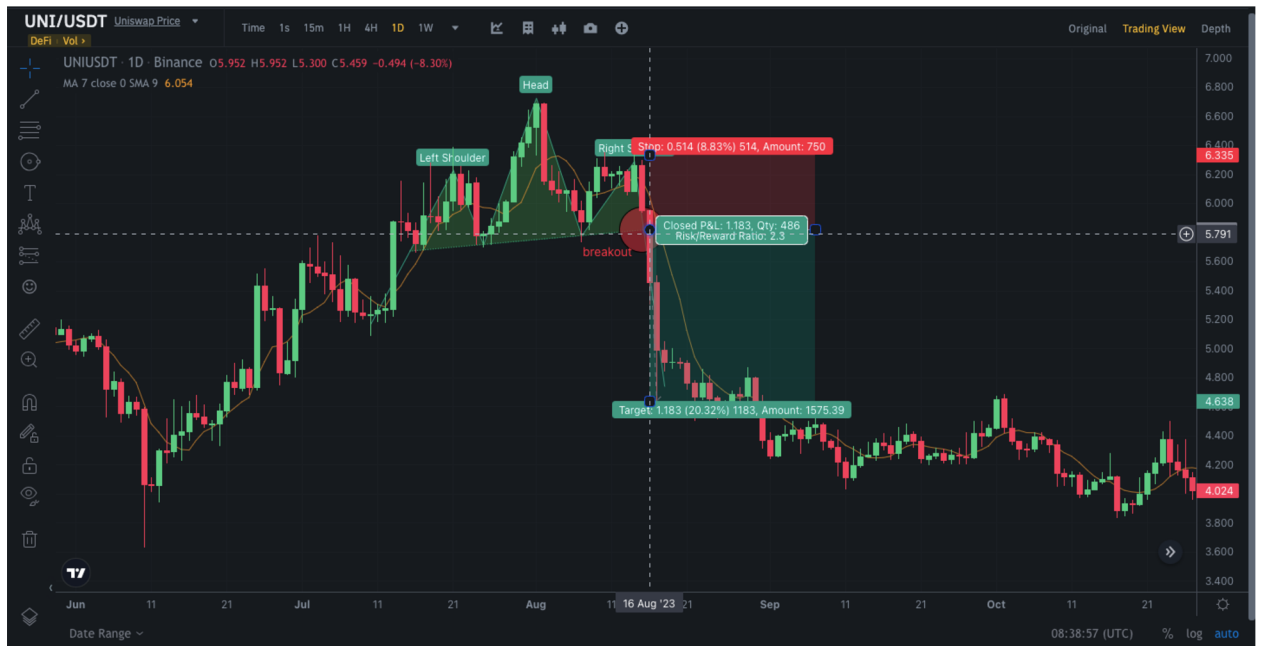 UNI/USDT Uniswap Price
DeFi Vol
Time 1s 15m 1H 4H 1D 1W
Original Trading View Depth
UNIUSDT · 1D · Binance O5.952 H5.952 L5.300 C5.459 −0.494 (−8.30%)
MA 7 close 0 SMA 9 6.054
7.000
6.800
6.600
6.400
6.335
6.200
6.000
5.791
5.600
5.400
5.200
5.000
4.800
4.638
4.400
4.200
4.024
3.800
3.600
3.400
Head
Left Shoulder
Right S
Stop: 0.514 (8.83%) 514, Amount: 750
Closed P&L: 1.183, Qty: 486
Risk/Reward Ratio: 2.3
breakout
Target: 1.183 (20.32%) 1183, Amount: 1575.39
Jun 11 21 Jul 11 21 Aug 11 16 Aug '23 21 Sep 11 21 Oct 11 21
Date Range
08:38:57 (UTC) % log auto